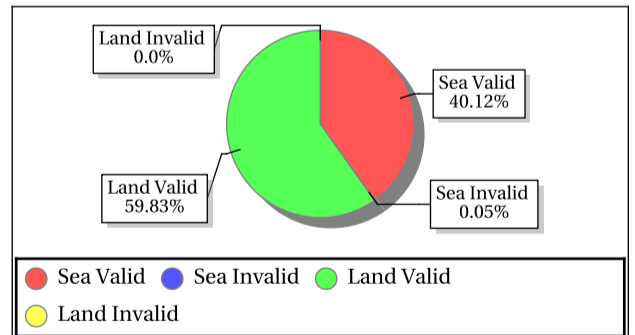 Land Invalid
0.0%
Sea Valid
40.12%
Land Valid
59.83%
Sea Invalid
0.05%
Sea Valid Sea Invalid Land Valid
Land Invalid